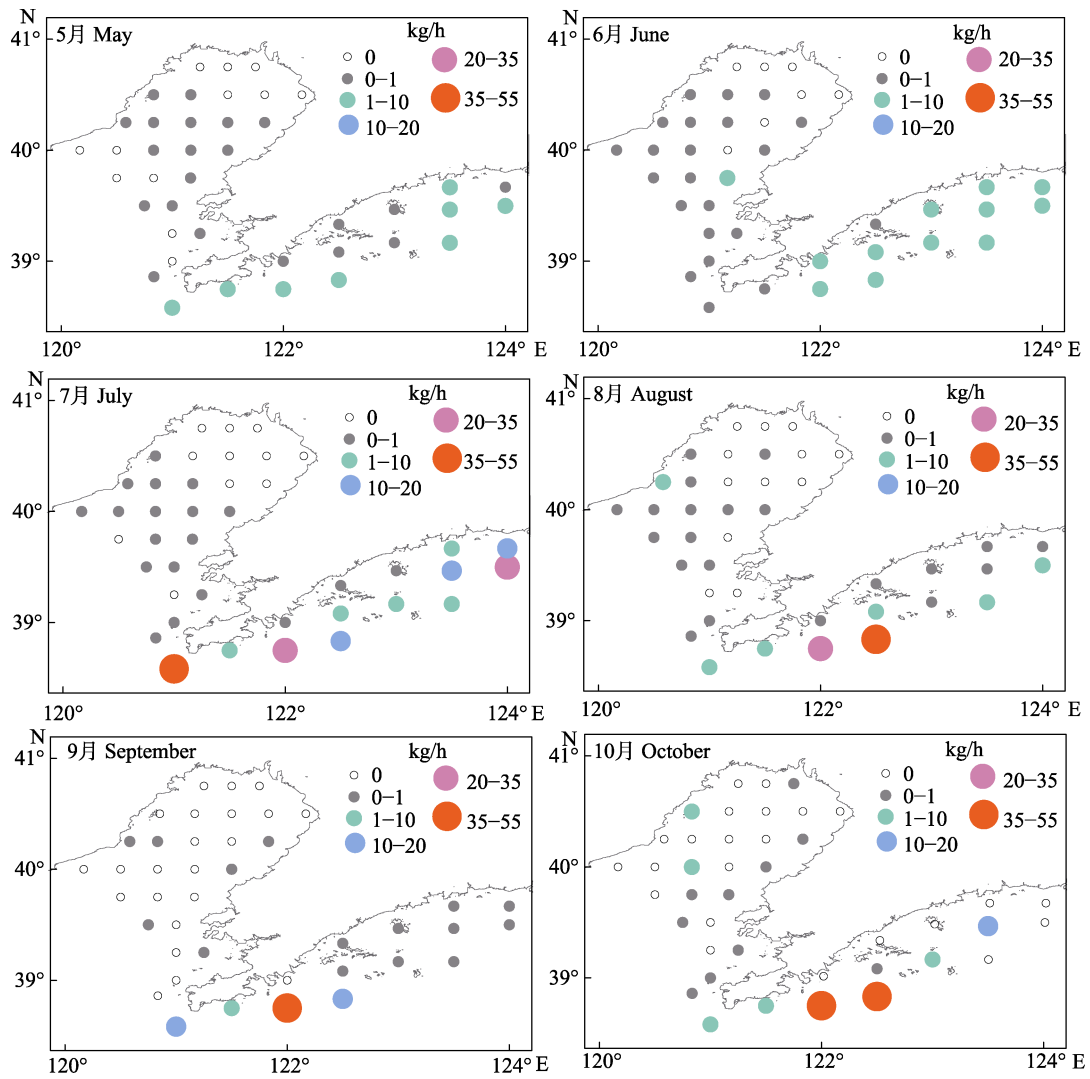 N
41°
40°
39°
5月 May
kg/h
0
0−1
1−10
10−20
20−35
35−55
120°
122°
124° E
N
41°
40°
39°
6月 June
kg/h
0
0−1
1−10
10−20
20−35
35−55
120°
122°
124° E
N
41°
40°
39°
7月 July
kg/h
0
0−1
1−10
10−20
20−35
35−55
120°
122°
124° E
N
41°
40°
39°
8月 August
kg/h
0
0−1
1−10
10−20
20−35
35−55
120°
122°
124° E
N
41°
40°
39°
9月 September
kg/h
0
0−1
1−10
10−20
20−35
35−55
120°
122°
124° E
N
41°
40°
39°
10月 October
kg/h
0
0−1
1−10
10−20
20−35
35−55
120°
122°
124° E